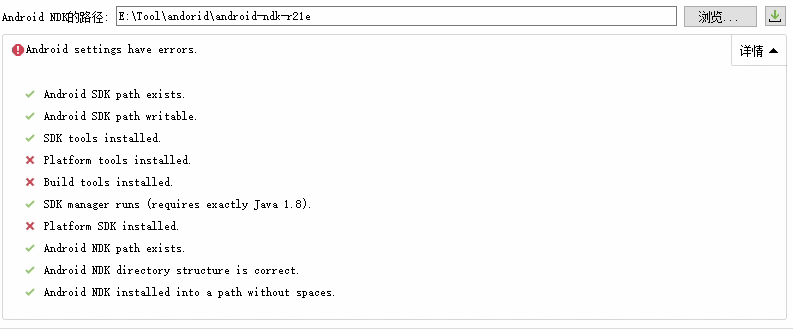 Android NDK的路径: E:\Tool\andorid\android-ndk-r21e 浏览...
Android settings have errors. 详情
Android SDK path exists.
Android SDK path writable.
SDK tools installed.
Platform tools installed.
Build tools installed.
SDK manager runs (requires exactly Java 1.8).
Platform SDK installed.
Android NDK path exists.
Android NDK directory structure is correct.
Android NDK installed into a path without spaces.